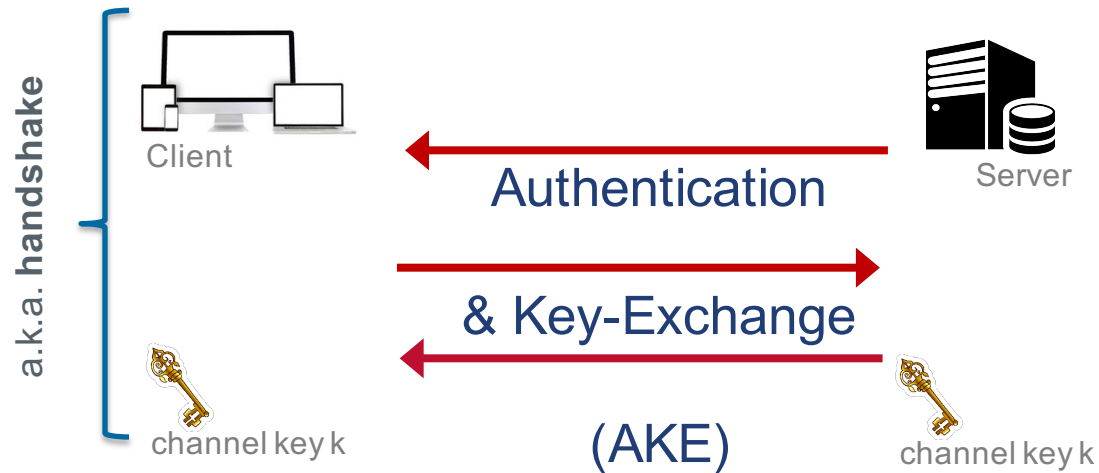 a.k.a. handshake
Client
Server
Authentication
& Key-Exchange
channel key k
(AKE)
channel key k